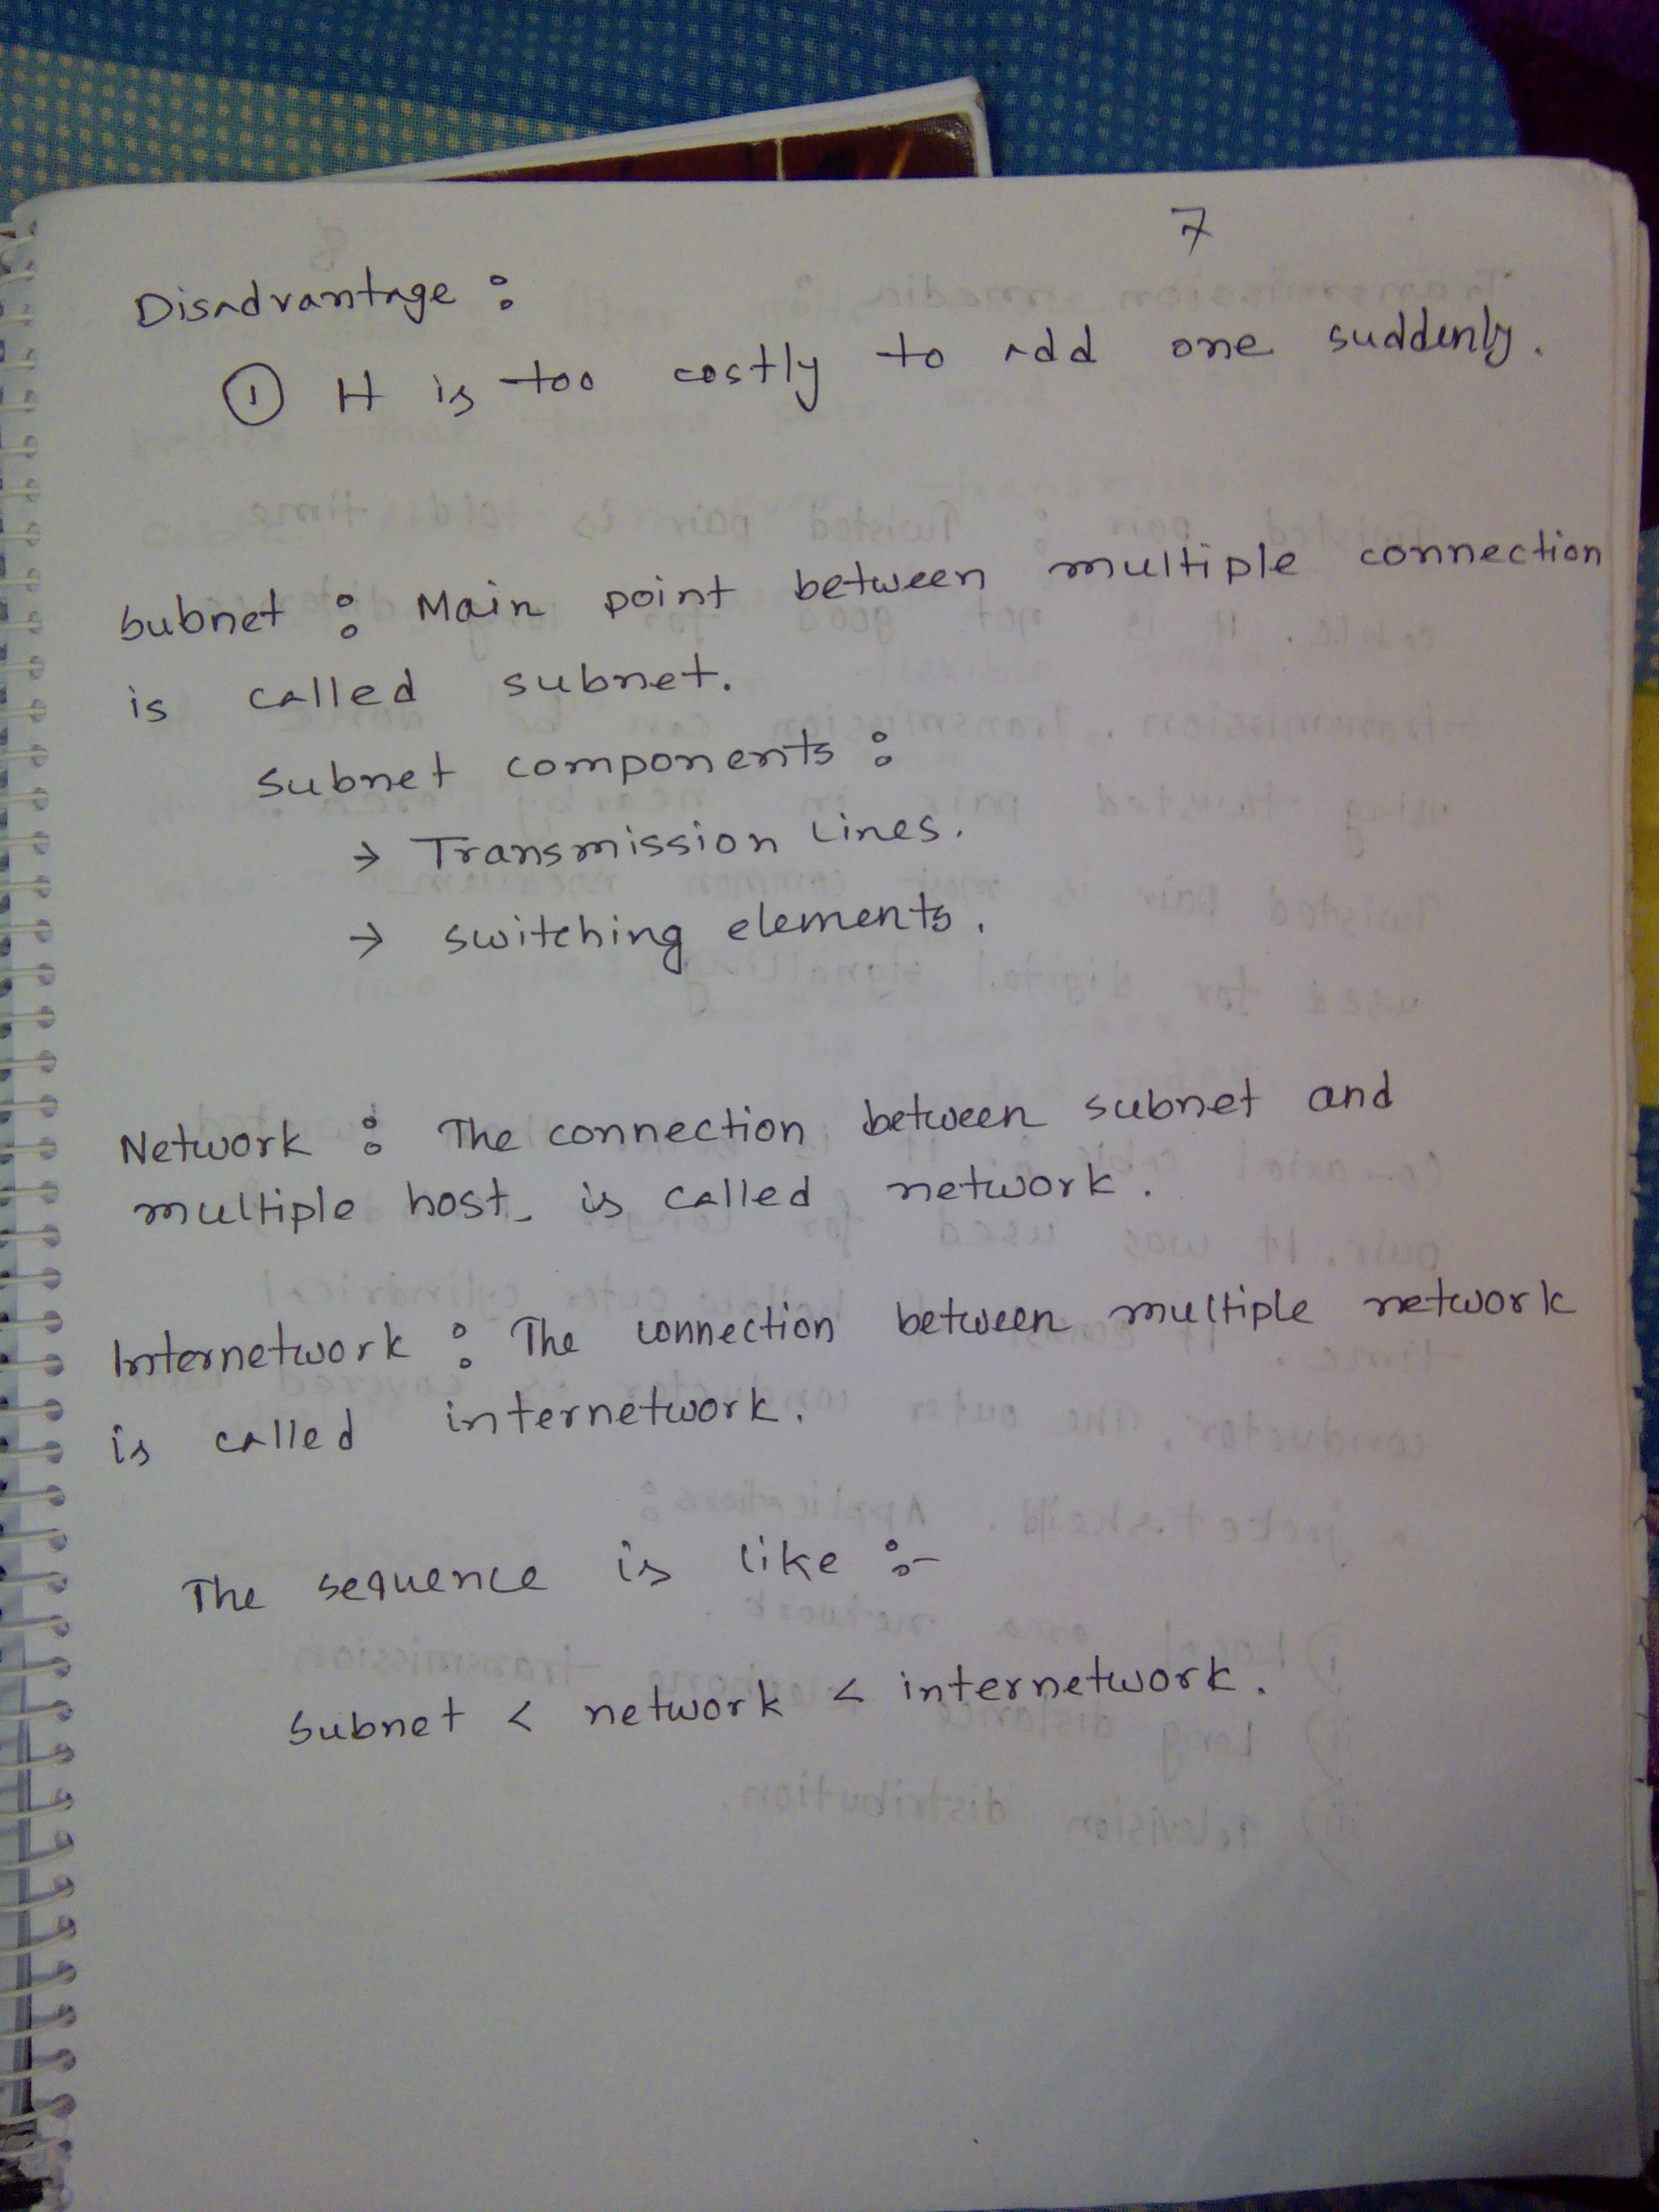 7
Disadvantage :
① It is too costly to add one suddenly.
Subnet : Main point between multiple connection
is called subnet.
Subnet components :
→ Transmission Lines.
→ switching elements.
Network : The connection between subnet and
multiple host is called network.
Internetwork : The connection between multiple network
is called internetwork.
The sequence is like :-
Subnet < network < internetwork.